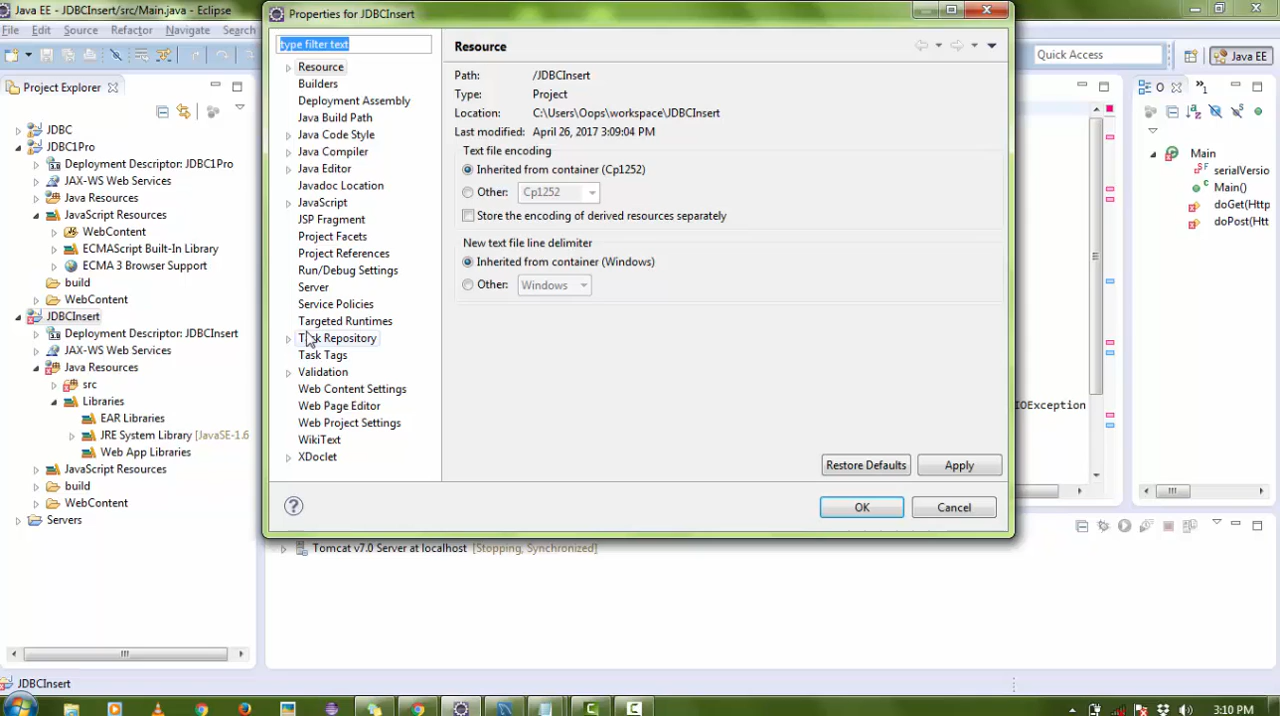 Java EE - JDBCInsert/src/Main.java - Eclipse
File Edit Source Refactor Navigate Search
Quick Access
Java EE
Project Explorer
JDBC
JDBC1Pro
Deployment Descriptor: JDBC1Pro
JAX-WS Web Services
Java Resources
JavaScript Resources
WebContent
ECMAScript Built-In Library
ECMA 3 Browser Support
build
WebContent
JDBCInsert
Deployment Descriptor: JDBCInsert
JAX-WS Web Services
Java Resources
src
Libraries
EAR Libraries
JRE System Library [JavaSE-1.6
Web App Libraries
JavaScript Resources
build
WebContent
Servers
Properties for JDBCInsert
type filter text
Resource
Builders
Deployment Assembly
Java Build Path
Java Code Style
Java Compiler
Java Editor
Javadoc Location
JavaScript
JSP Fragment
Project Facets
Project References
Run/Debug Settings
Server
Service Policies
Targeted Runtimes
Task Repository
Task Tags
Validation
Web Content Settings
Web Page Editor
Web Project Settings
WikiText
XDoclet
Resource
Path: /JDBCInsert
Type: Project
Location: C:\Users\Oops\workspace\JDBCInsert
Last modified: April 26, 2017 3:09:04 PM
Text file encoding
Inherited from container (Cp1252)
Other: Cp1252
Store the encoding of derived resources separately
New text file line delimiter
Inherited from container (Windows)
Other: Windows
Restore Defaults Apply
OK Cancel
IOException
O
Main
serialVersio
Main()
doGet(Http
doPost(Htt
Tomcat v7.0 Server at localhost [Stopping, Synchronized]
JDBCInsert
3:10 PM